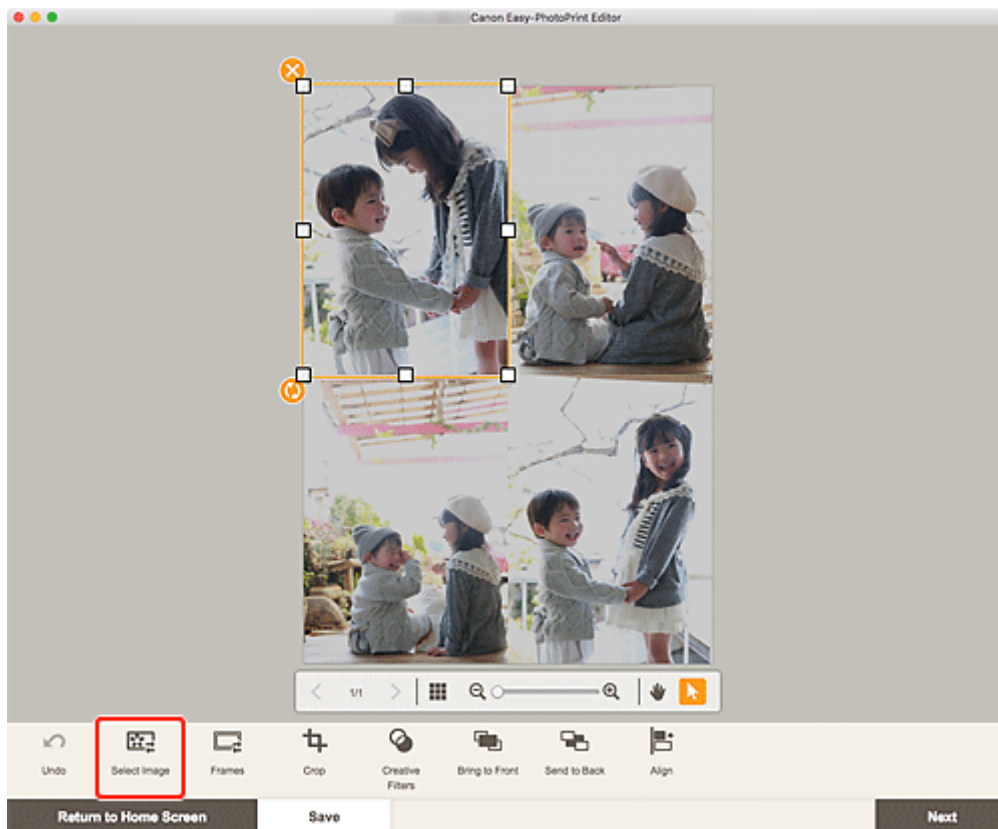 Canon Easy-PhotoPrint Editor
1/1
Undo
Select Image
Frames
Crop
Creative
Filters
Bring to Front
Send to Back
Align
Return to Home Screen
Save
Next